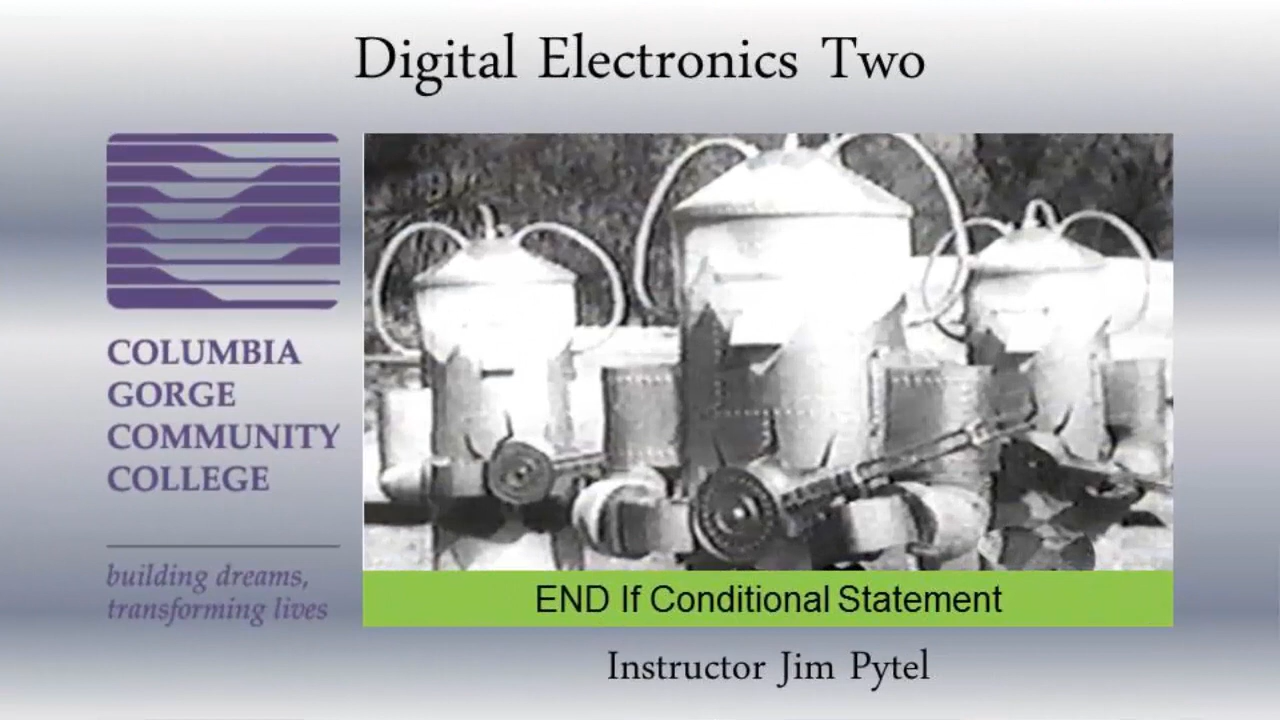 Digital Electronics Two
COLUMBIA
GORGE
COMMUNITY
COLLEGE
building dreams,
transforming lives
END If Conditional Statement
Instructor Jim Pytel